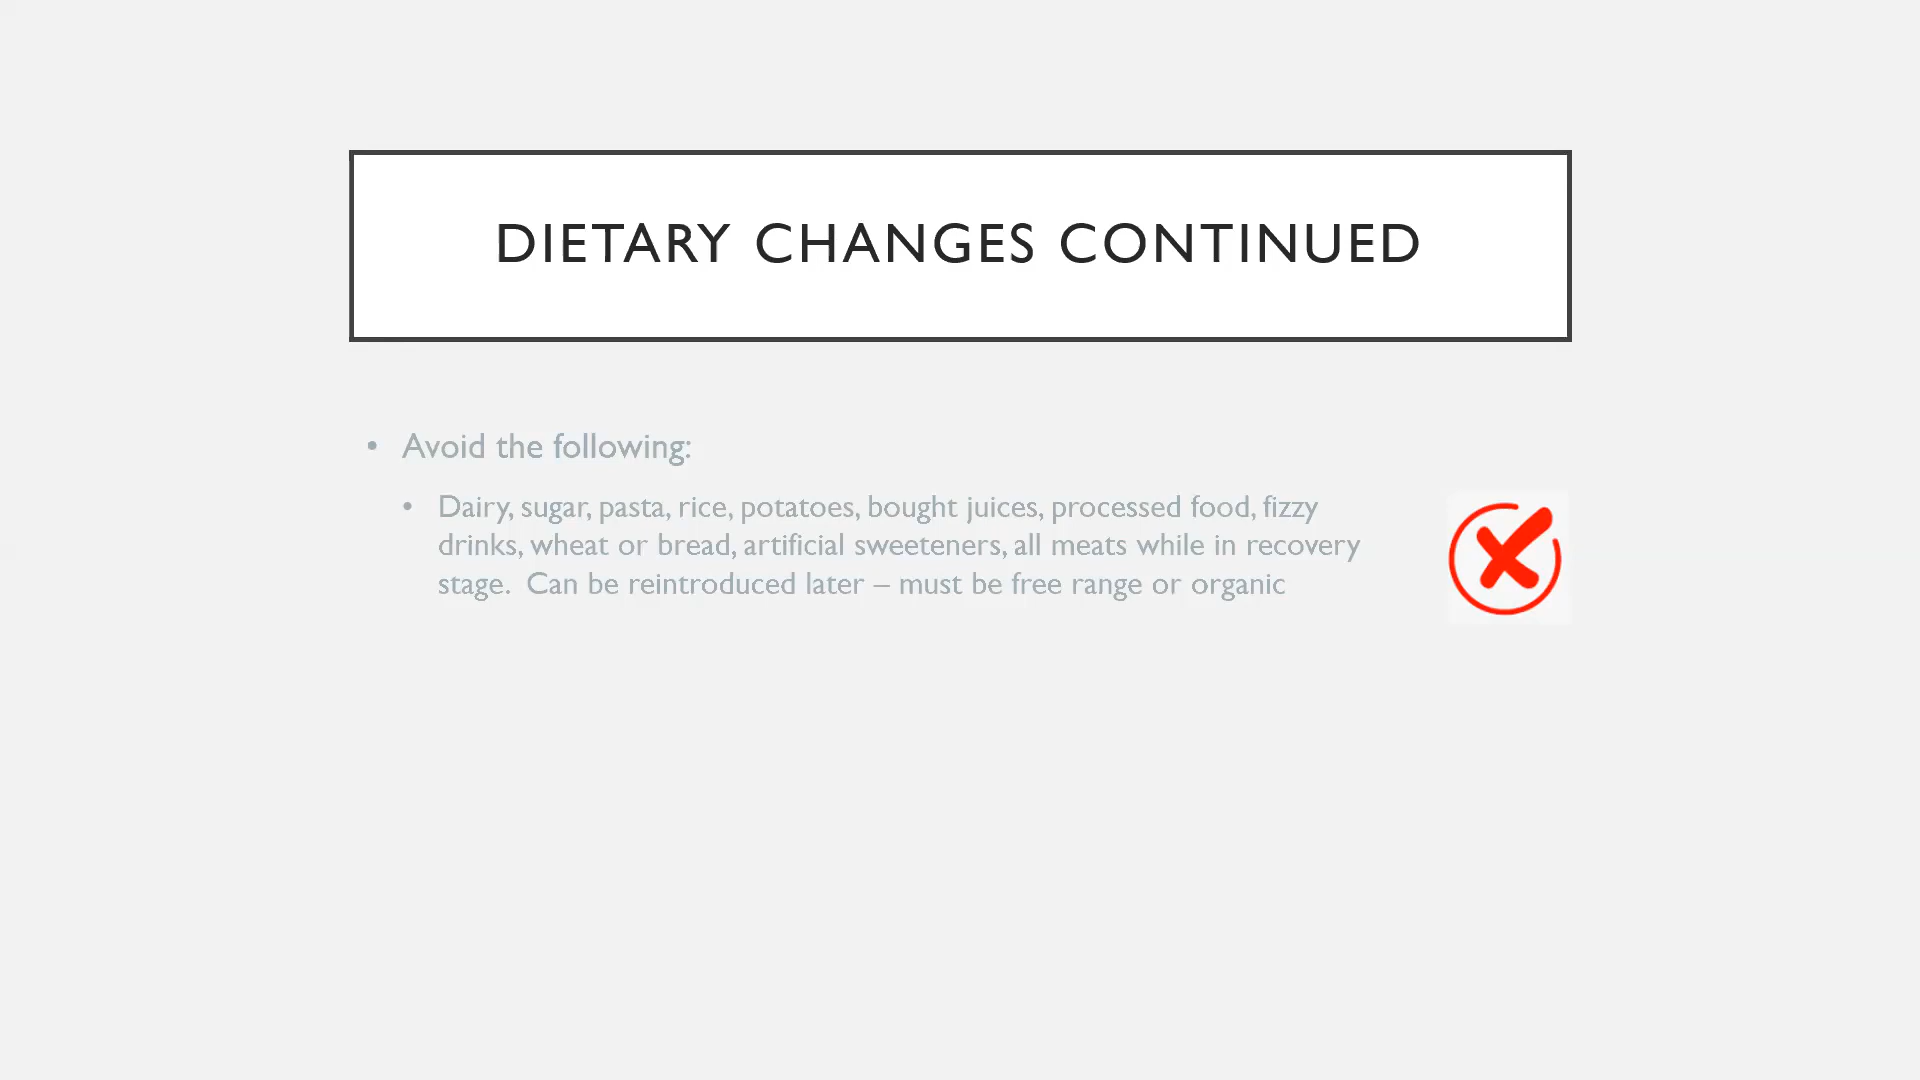 DIETARY CHANGES CONTINUED
• Avoid the following:
• Dairy, sugar, pasta, rice, potatoes, bought juices, processed food, fizzy
drinks, wheat or bread, artificial sweeteners, all meats while in recovery
stage.  Can be reintroduced later – must be free range or organic